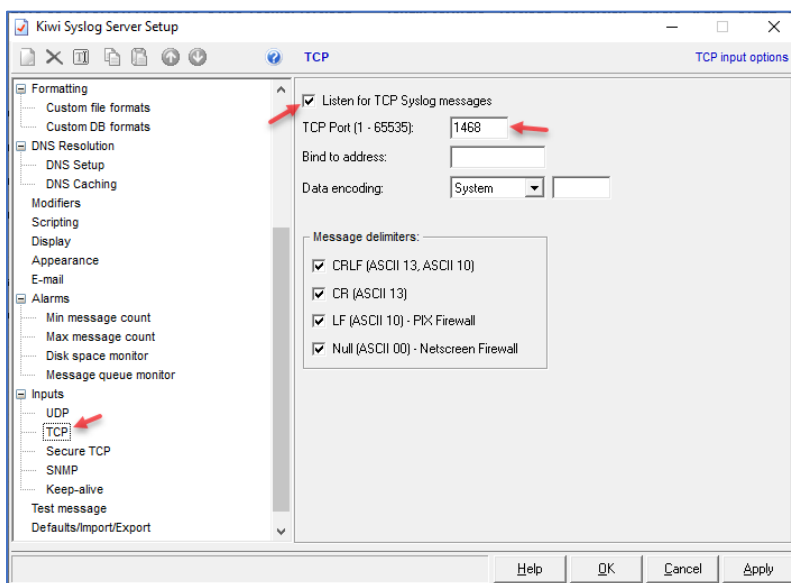 Kiwi Syslog Server Setup
TCP
TCP input options
Formatting
Custom file formats
Custom DB formats
DNS Resolution
DNS Setup
DNS Caching
Modifiers
Scripting
Display
Appearance
E-mail
Alarms
Min message count
Max message count
Disk space monitor
Message queue monitor
Inputs
UDP
TCP
Secure TCP
SNMP
Keep-alive
Test message
Defaults/Import/Export
Listen for TCP Syslog messages
TCP Port (1 - 65535): 1468
Bind to address:
Data encoding: System
Message delimiters:
CRLF (ASCII 13, ASCII 10)
CR (ASCII 13)
LF (ASCII 10) - PIX Firewall
Null (ASCII 00) - Netscreen Firewall
Help OK Cancel Apply